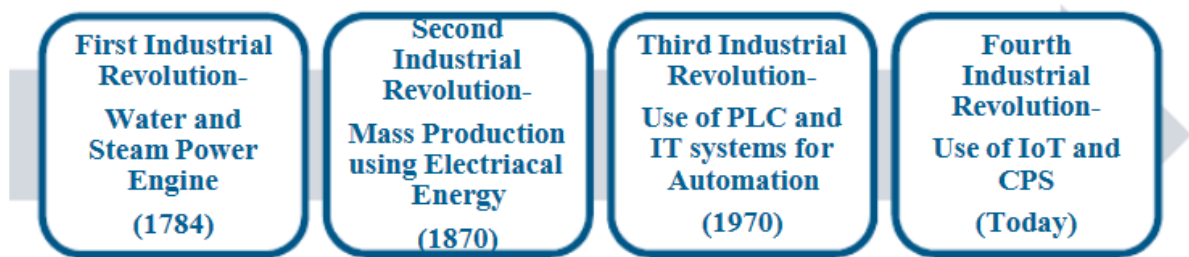 First Industrial
Revolution-
Water and
Steam Power
Engine
(1784)
Second
Industrial
Revolution-
Mass Production
using Electriacal
Energy
(1870)
Third Industrial
Revolution-
Use of PLC and
IT systems for
Automation
(1970)
Fourth
Industrial
Revolution-
Use of IoT and
CPS
(Today)